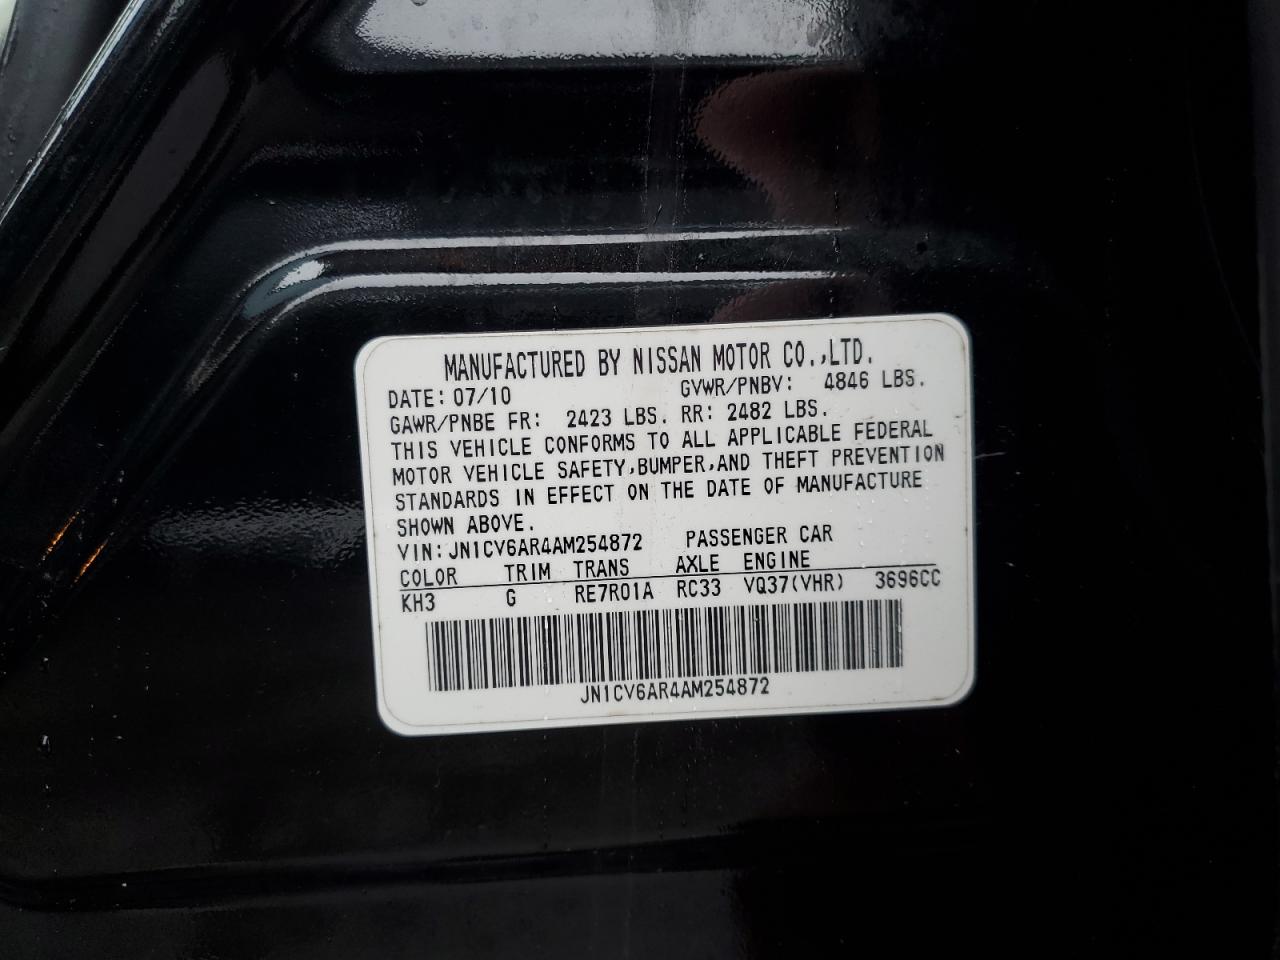 MANUFACTURED BY NISSAN MOTOR CO.,LTD.
DATE: 07/10 GVWR/PNBV: 4846 LBS.
GAWR/PNBE FR: 2423 LBS. RR: 2482 LBS.
THIS VEHICLE CONFORMS TO ALL APPLICABLE FEDERAL
MOTOR VEHICLE SAFETY,BUMPER,AND THEFT PREVENTION
STANDARDS IN EFFECT ON THE DATE OF MANUFACTURE
SHOWN ABOVE.
VIN:JN1CV6AR4AM254872 PASSENGER CAR
COLOR TRIM TRANS AXLE ENGINE
KH3 G RE7R01A RC33 VQ37(VHR) 3696CC
JN1CV6AR4AM254872